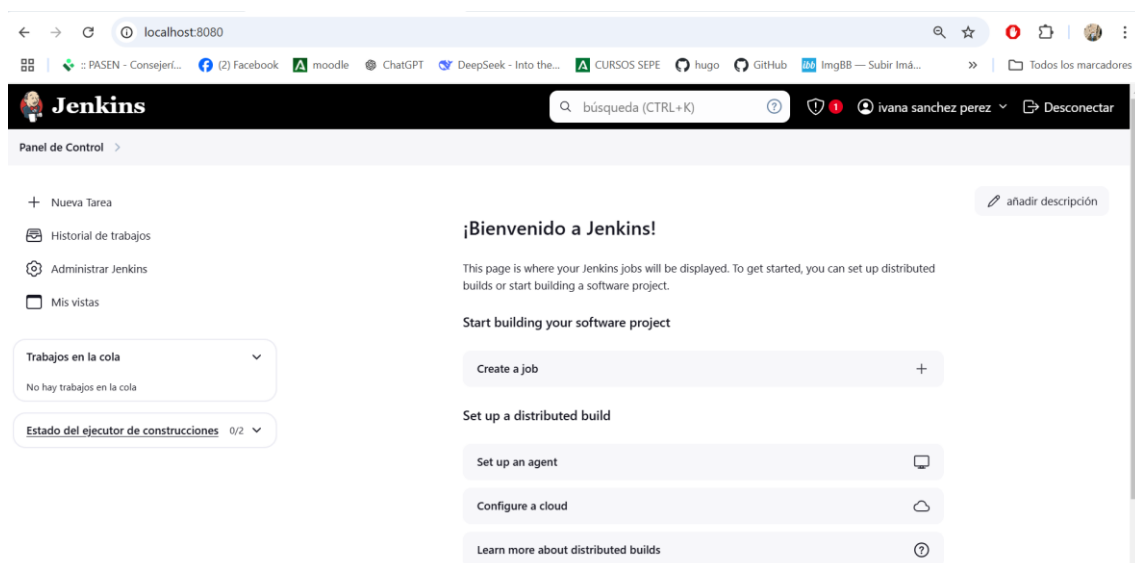 localhost:8080
:: PASEN - Consejerí... (2) Facebook moodle ChatGPT DeepSeek - Into the... CURSOS SEPE hugo GitHub ibb ImgBB — Subir Imá... » Todos los marcadores
Jenkins búsqueda (CTRL+K) 1 ivana sanchez perez Desconectar
Panel de Control
Nueva Tarea
añadir descripción
Historial de trabajos
Administrar Jenkins
Mis vistas
Trabajos en la cola
No hay trabajos en la cola
Estado del ejecutor de construcciones 0/2
¡Bienvenido a Jenkins!
This page is where your Jenkins jobs will be displayed. To get started, you can set up distributed
builds or start building a software project.
Start building your software project
Create a job
Set up a distributed build
Set up an agent
Configure a cloud
Learn more about distributed builds